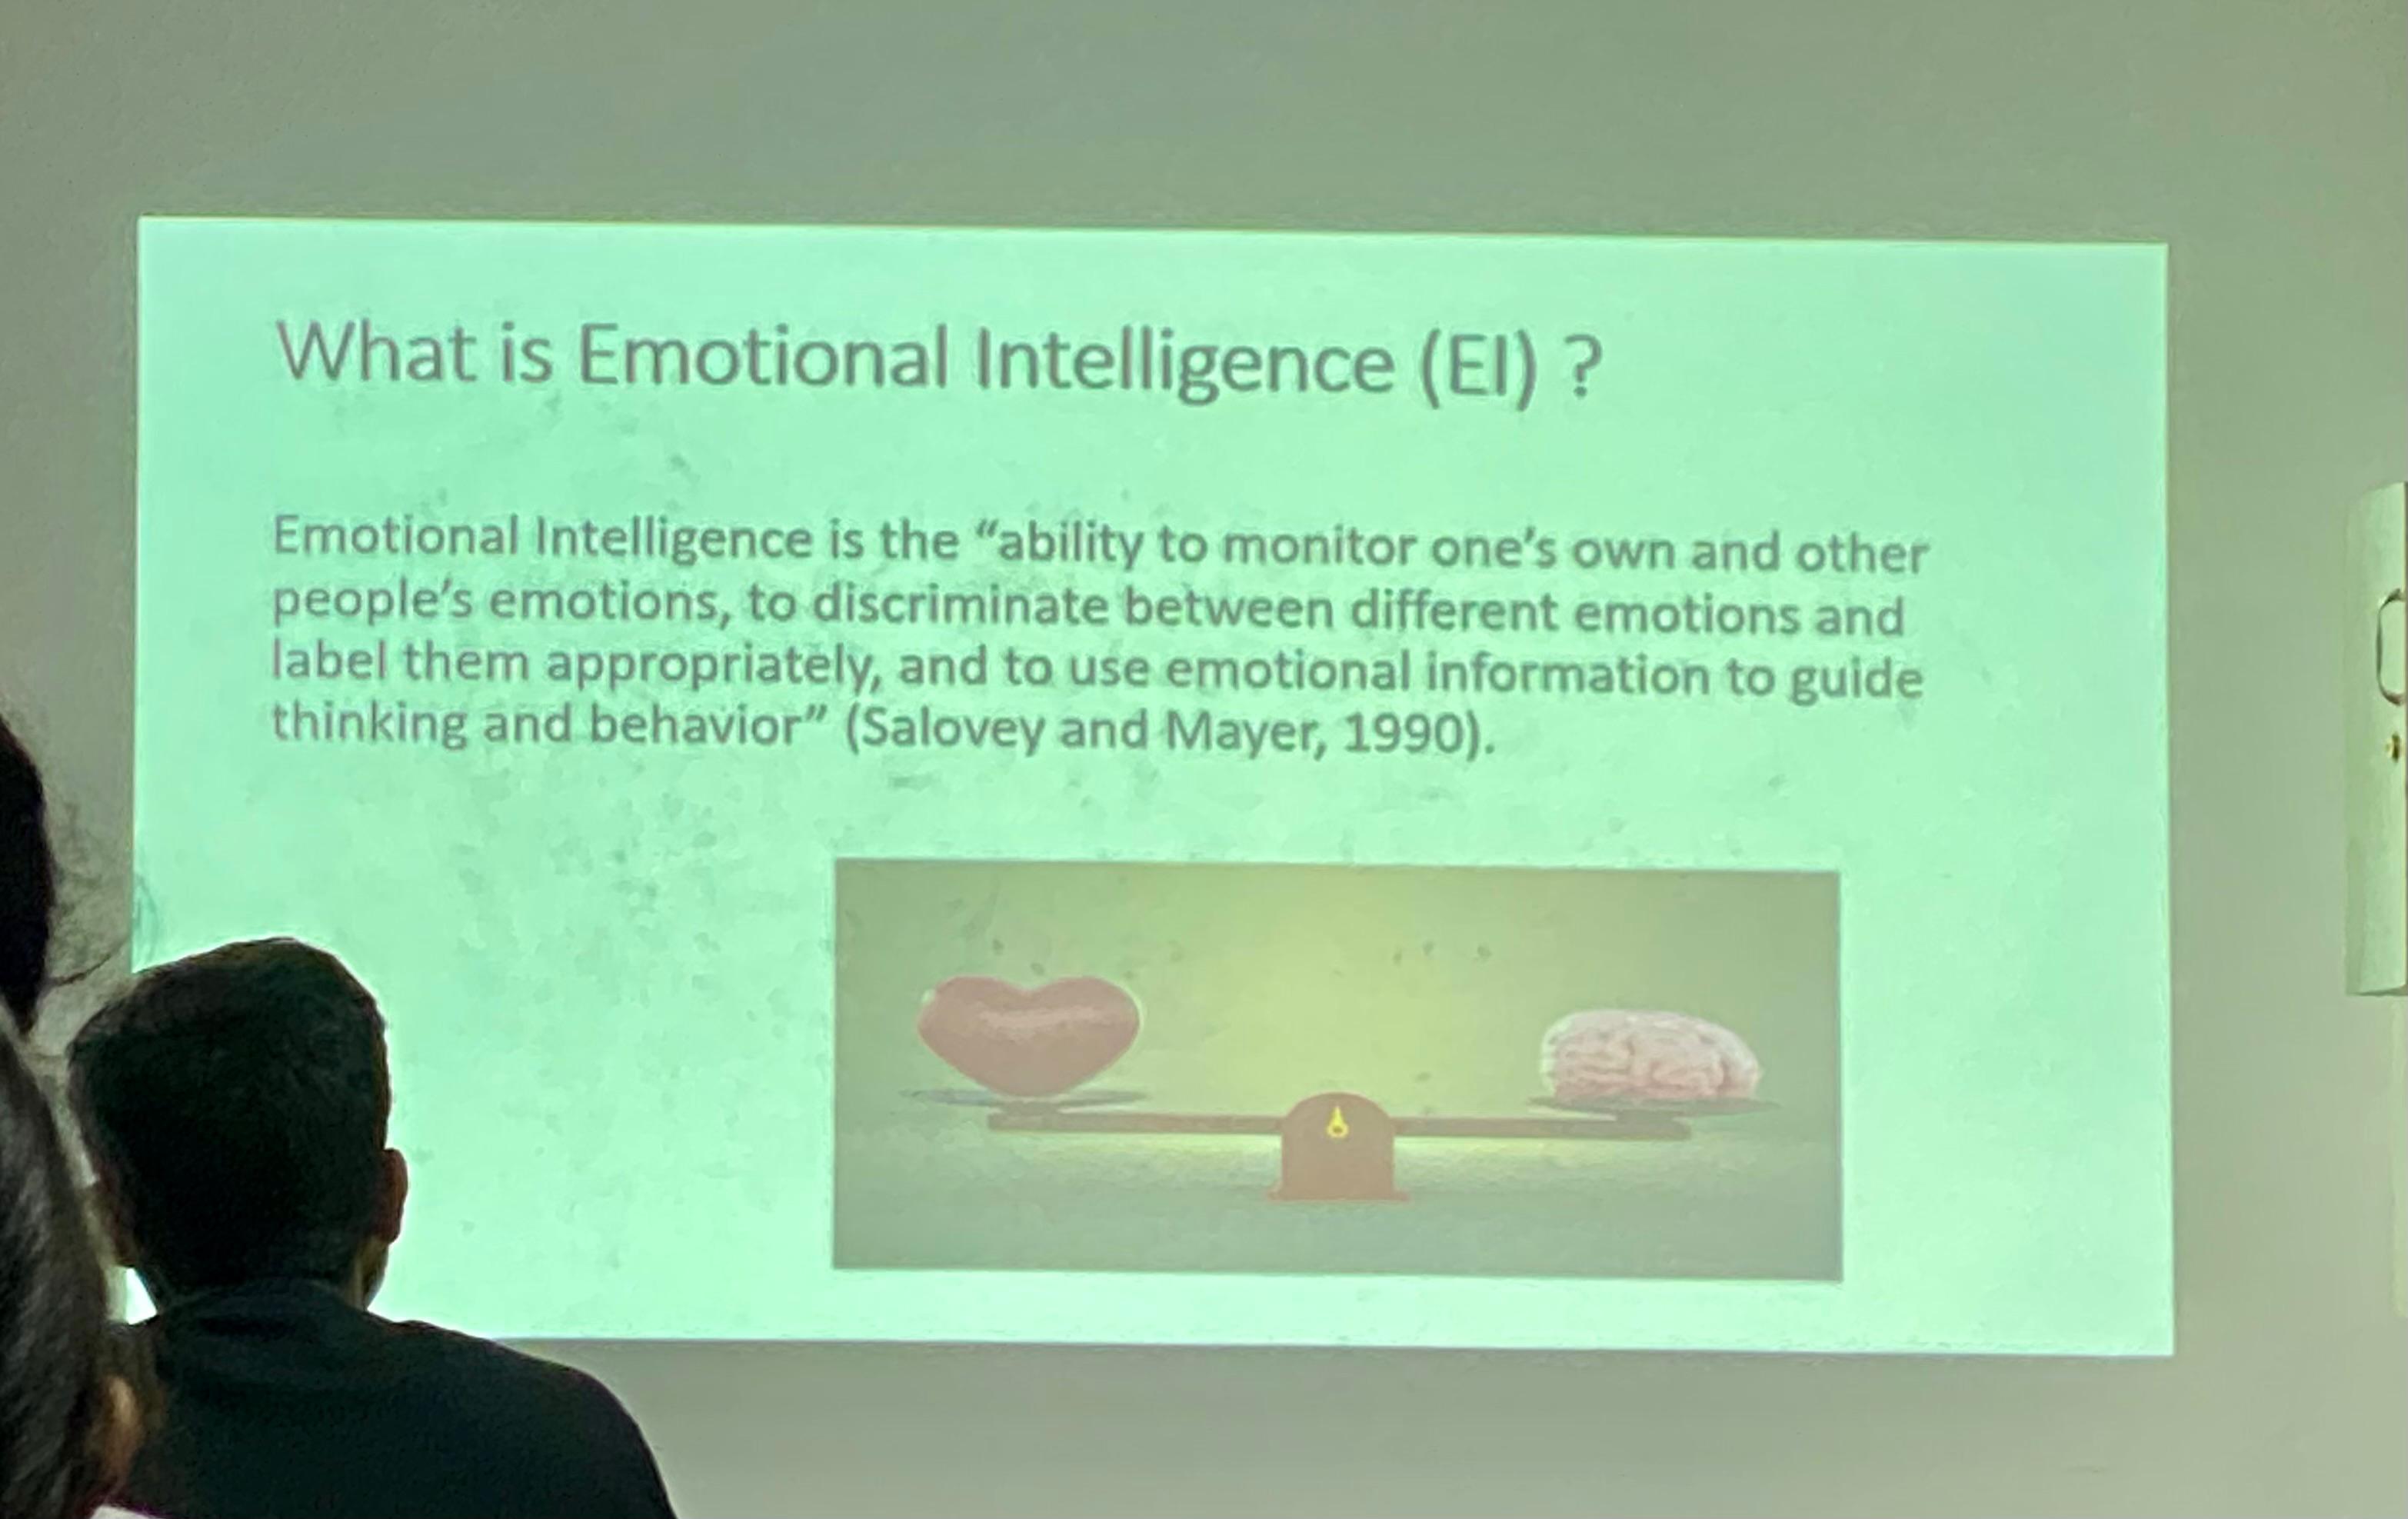 What is Emotional Intelligence (EI) ?
Emotional Intelligence is the “ability to monitor one’s own and other
people’s emotions, to discriminate between different emotions and
label them appropriately, and to use emotional information to guide
thinking and behavior” (Salovey and Mayer, 1990).